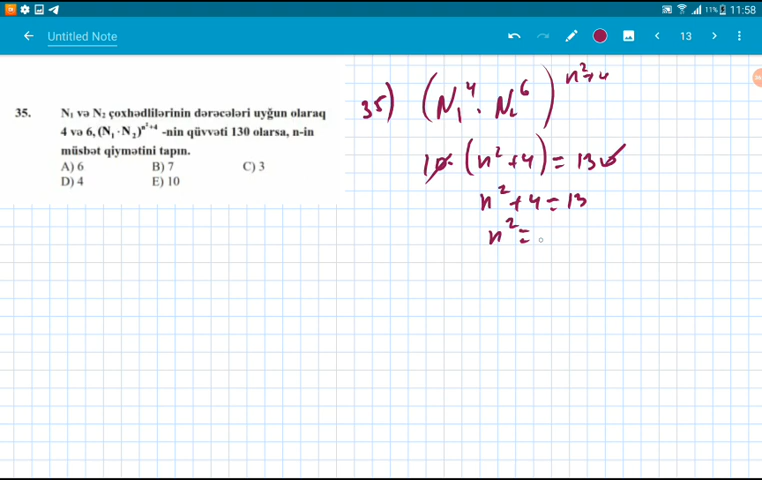 11% 11:58
Untitled Note
13
35. N₁ və N₂ çoxhədlilərinin dərəcələri uyğun olaraq
4 və 6, (N₁·N₂)ⁿ²⁺⁴ -nin qüvvəti 130 olarsa, n-in
müsbət qiymətini tapın.
A) 6 B) 7 C) 3
D) 4 E) 10
35) (N₁⁴ · N₂⁶)ⁿ²⁺⁴
10·(n²+4)=130
n²+4=13
n²=